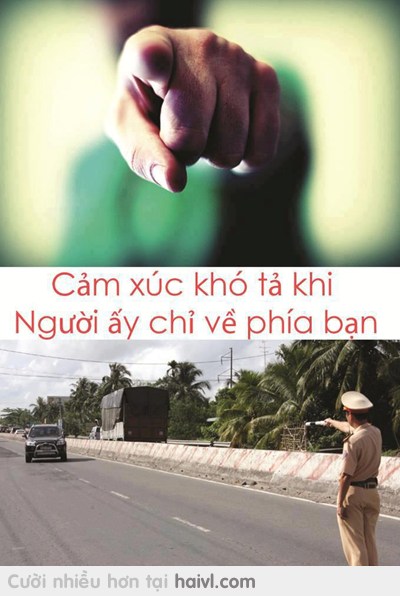 Cảm xúc khó tả khi
Người ấy chỉ về phía bạn
Cười nhiều hơn tại haivl.com